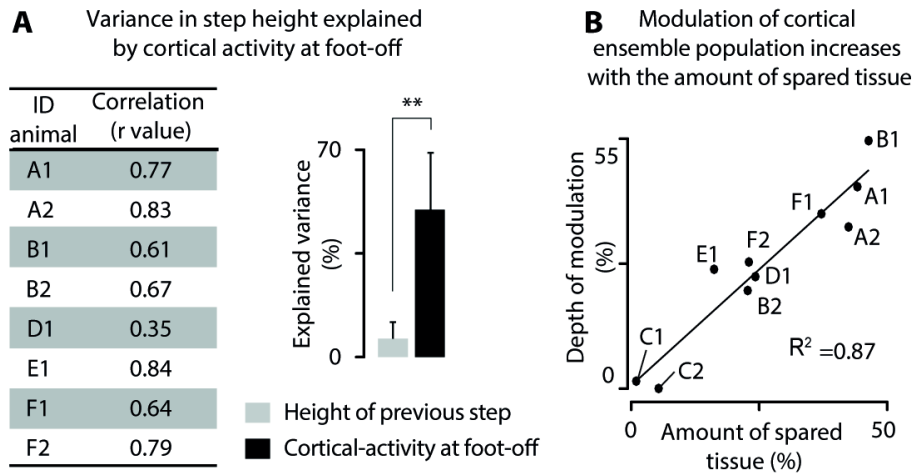 A
Variance in step height explained
by cortical activity at foot-off
ID
animal
Correlation
(r value)
A1 0.77
A2 0.83
B1 0.61
B2 0.67
D1 0.35
E1 0.84
F1 0.64
F2 0.79
Explained variance
(%)
70
0
**
Height of previous step
Cortical-activity at foot-off
B
Modulation of cortical
ensemble population increases
with the amount of spared tissue
Depth of modulation
(%)
55
0
B1
A1
F1
A2
F2
E1
D1
B2
C1
C2
R² =0.87
0
50
Amount of spared
tissue (%)